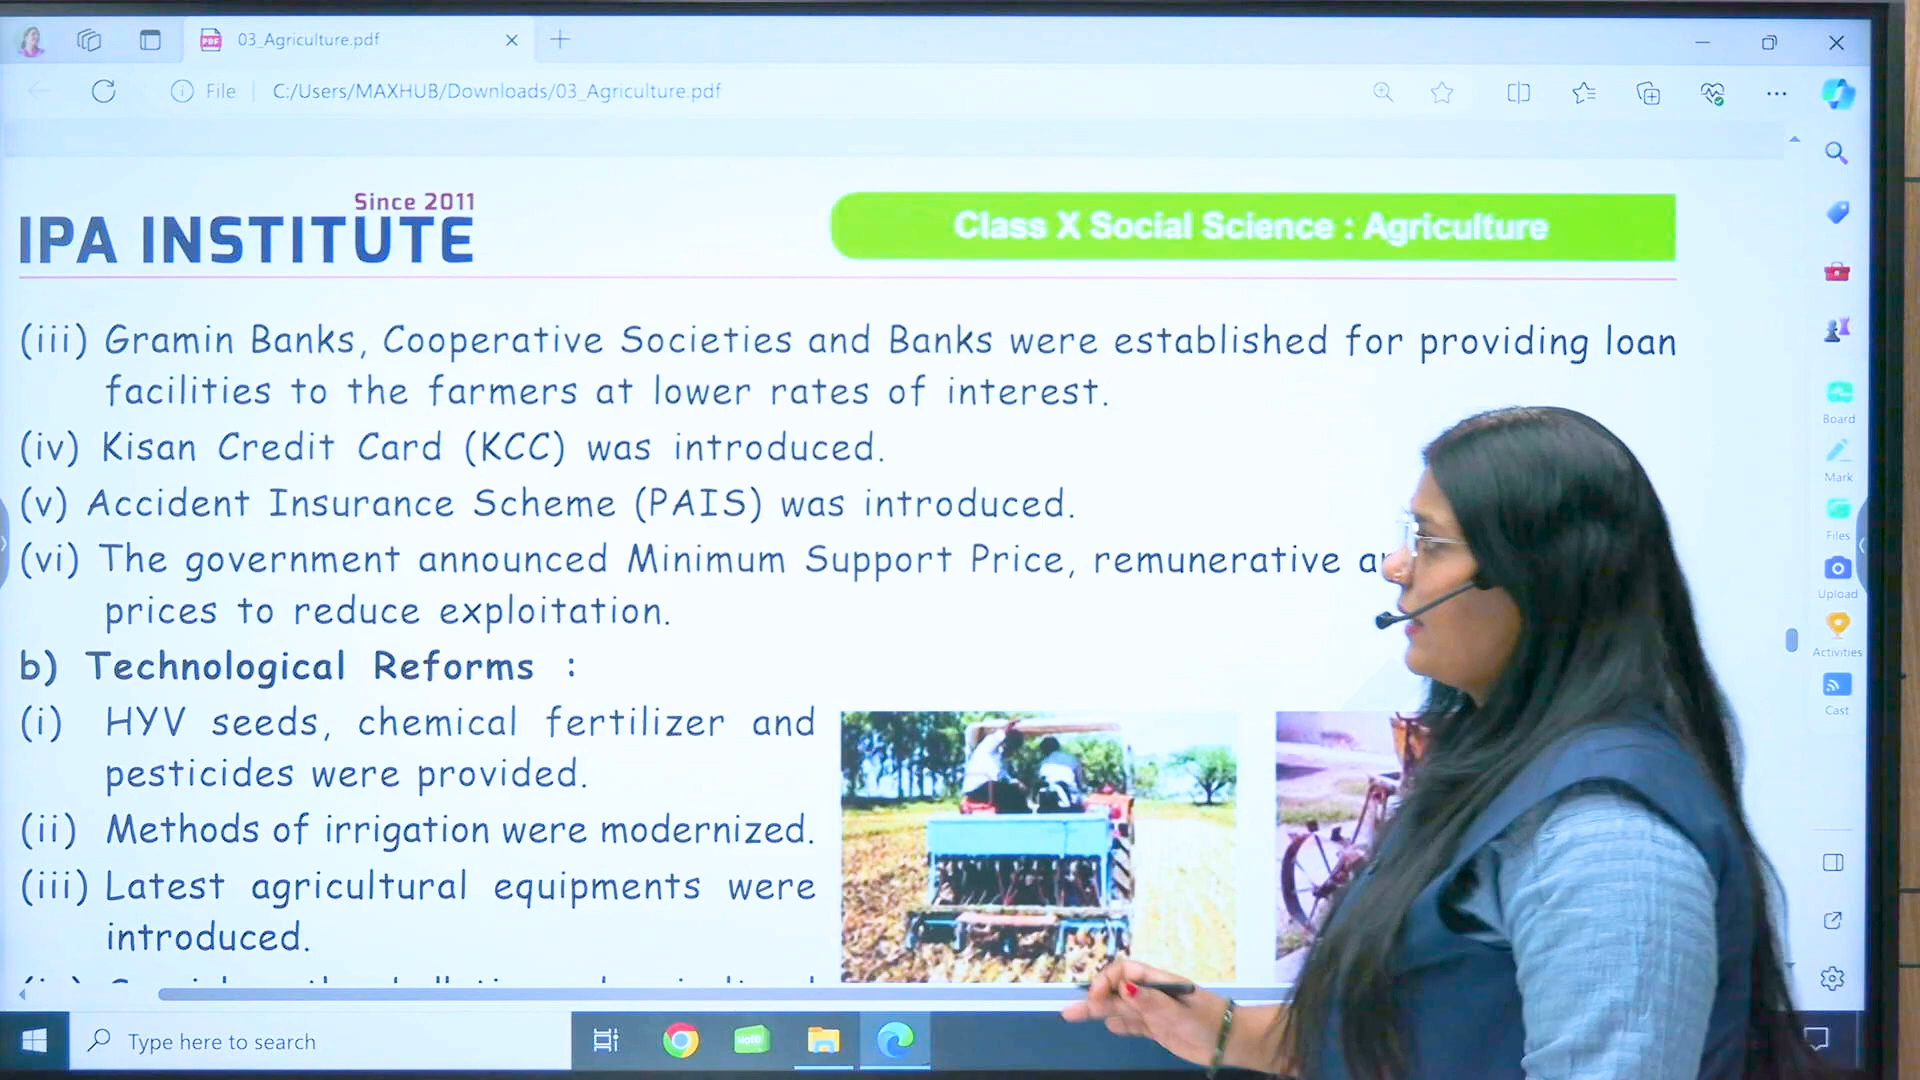 03_Agriculture.pdf
File
C:/Users/MAXHUB/Downloads/03_Agriculture.pdf
Since 2011
IPA INSTITUTE
Class X Social Science : Agriculture
(iii) Gramin Banks, Cooperative Societies and Banks were established for providing loan
facilities to the farmers at lower rates of interest.
(iv) Kisan Credit Card (KCC) was introduced.
(v) Accident Insurance Scheme (PAIS) was introduced.
(vi) The government announced Minimum Support Price, remunerative
prices to reduce exploitation.
b) Technological Reforms :
(i) HYV seeds, chemical fertilizer and
pesticides were provided.
(ii) Methods of irrigation were modernized.
(iii) Latest agricultural equipments were
introduced.
Board
Mark
Files
Upload
Activities
Cast
Type here to search